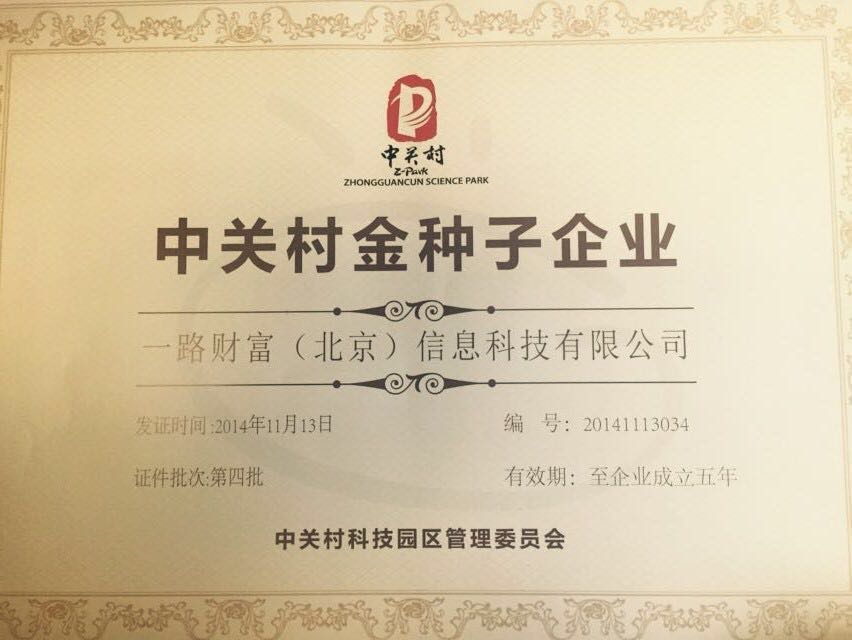 中关村
Z-Park
ZHONGGUANCUN SCIENCE PARK
中关村金种子企业
一路财富（北京）信息科技有限公司
发证时间:2014年11月13日
编 号：20141113034
证件批次:第四批
有效期：至企业成立五年
中关村科技园区管理委员会